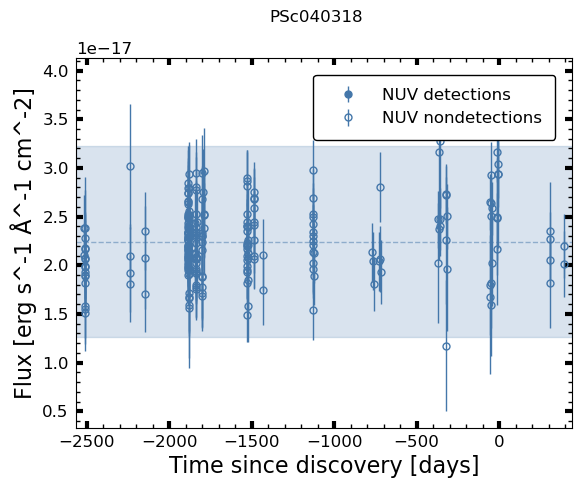 PSc040318
1e−17
NUV detections
NUV nondetections
4.0
3.5
3.0
2.5
2.0
1.5
1.0
0.5
Flux [erg s^-1 Å^-1 cm^-2]
−2500 −2000 −1500 −1000 −500 0
Time since discovery [days]